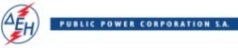 ΔΕΗ
PUBLIC POWER CORPORATION S.A.